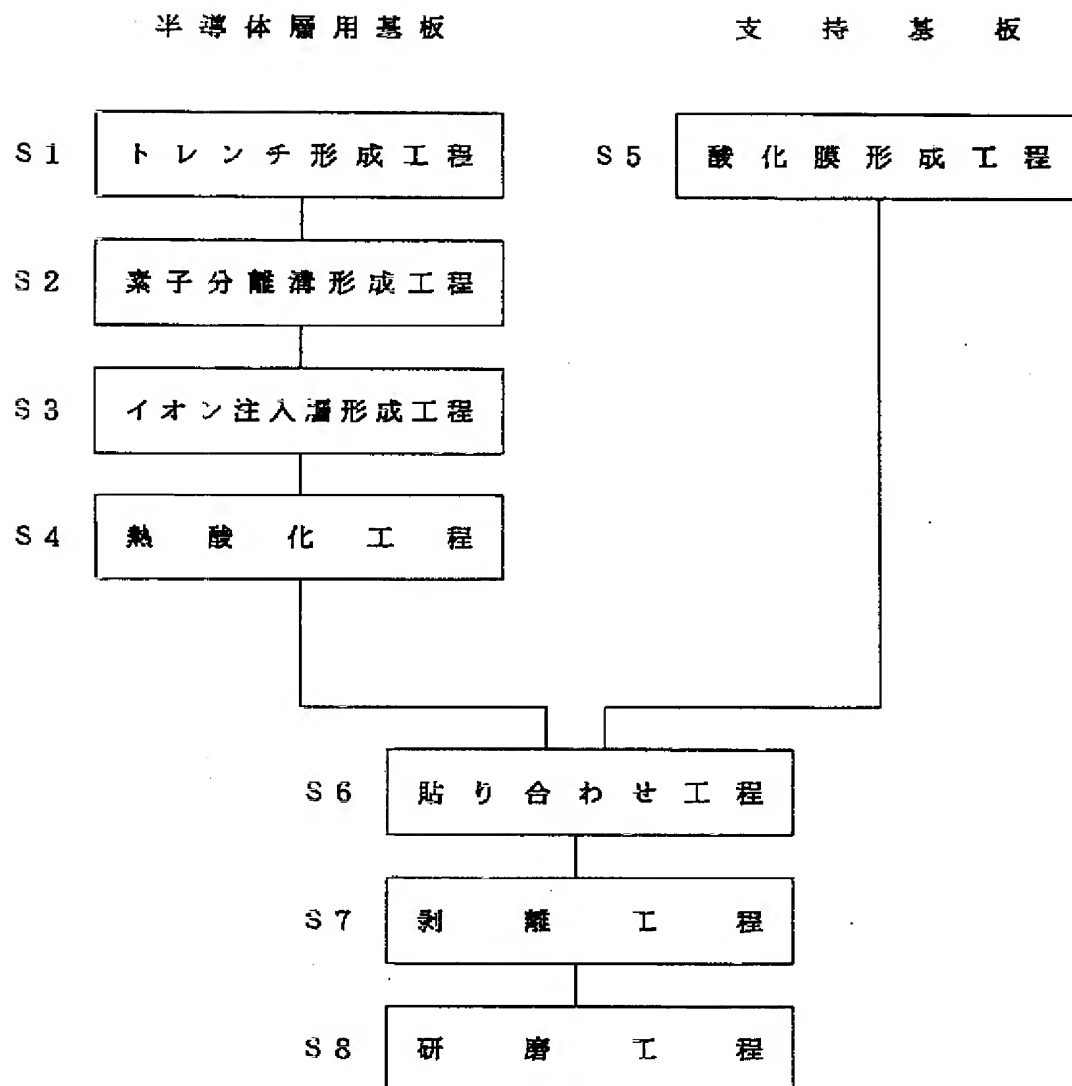 半導体層用基板
支持基板
S1 トレンチ形成工程
S5 酸化膜形成工程
S2 素子分離溝形成工程
S3 イオン注入層形成工程
S4 熱酸化工程
S6 貼り合わせ工程
S7 剥離工程
S8 研磨工程